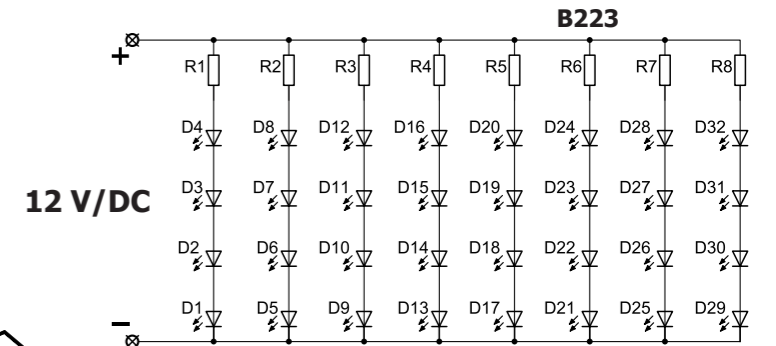 B223
+
R1 R2 R3 R4 R5 R6 R7 R8
D4 D8 D12 D16 D20 D24 D28 D32
12 V/DC
D3 D7 D11 D15 D19 D23 D27 D31
D2 D6 D10 D14 D18 D22 D26 D30
D1 D5 D9 D13 D17 D21 D25 D29
−